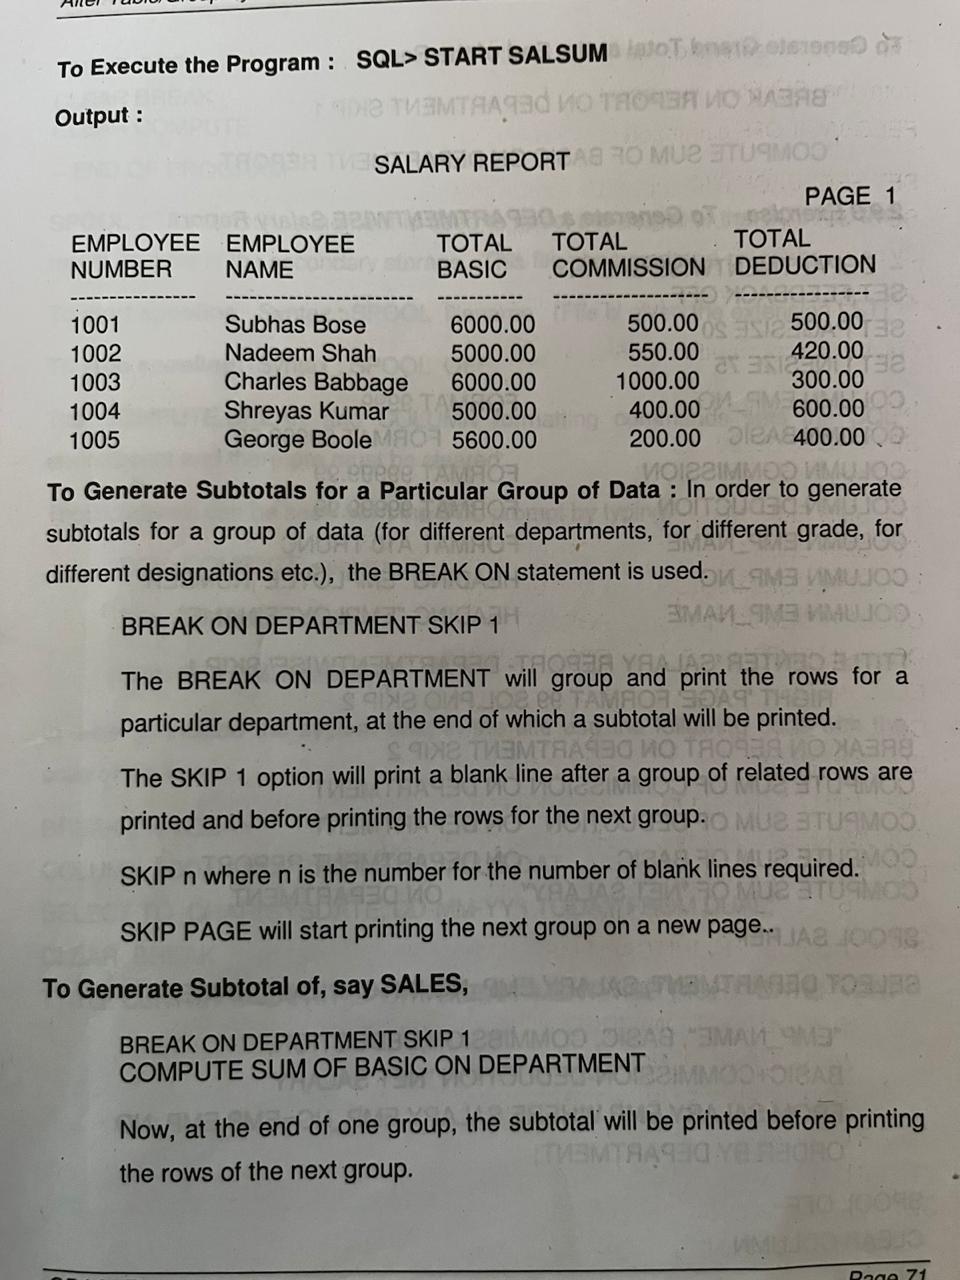 To Execute the Program : SQL> START SALSUM
Output :
SALARY REPORT
PAGE 1
EMPLOYEE EMPLOYEE TOTAL TOTAL TOTAL
NUMBER NAME BASIC COMMISSION DEDUCTION
---------------- ------------------------ ----------- -------------------- -----------------
1001 Subhas Bose 6000.00 500.00 500.00
1002 Nadeem Shah 5000.00 550.00 420.00
1003 Charles Babbage 6000.00 1000.00 300.00
1004 Shreyas Kumar 5000.00 400.00 600.00
1005 George Boole 5600.00 200.00 400.00
To Generate Subtotals for a Particular Group of Data : In order to generate
subtotals for a group of data (for different departments, for different grade, for
different designations etc.), the BREAK ON statement is used.
BREAK ON DEPARTMENT SKIP 1
The BREAK ON DEPARTMENT will group and print the rows for a
particular department, at the end of which a subtotal will be printed.
The SKIP 1 option will print a blank line after a group of related rows are
printed and before printing the rows for the next group.
SKIP n where n is the number for the number of blank lines required.
SKIP PAGE will start printing the next group on a new page..
To Generate Subtotal of, say SALES,
BREAK ON DEPARTMENT SKIP 1
COMPUTE SUM OF BASIC ON DEPARTMENT
Now, at the end of one group, the subtotal will be printed before printing
the rows of the next group.
Page 71